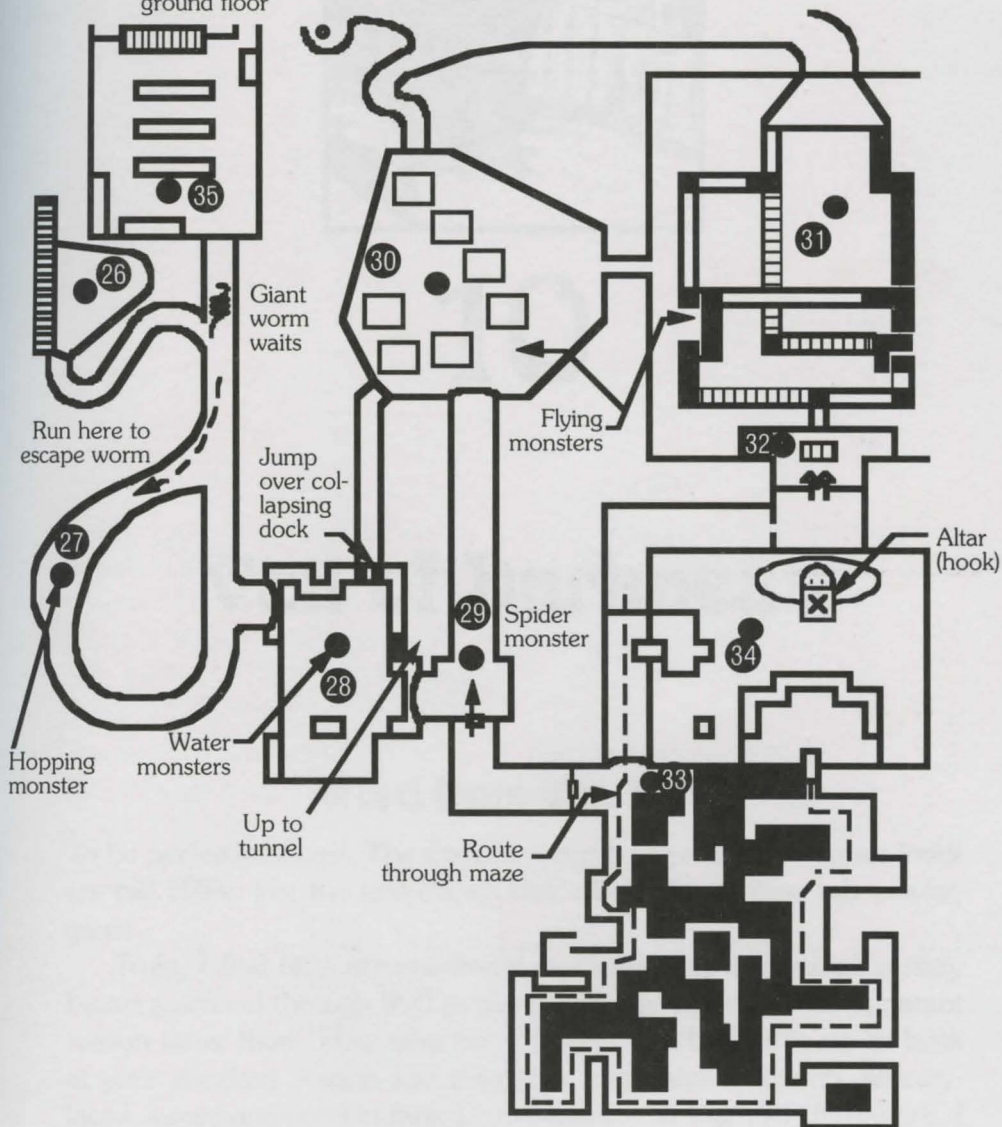 ground floor
35
26
Giant
worm
waits
30
31
Run here to
escape worm
Flying
monsters
32
Jump
over col-
lapsing
dock
27
Altar
(hook)
29
Spider
monster
34
28
Hopping
monster
Water
monsters
33
Up to
tunnel
Route
through maze